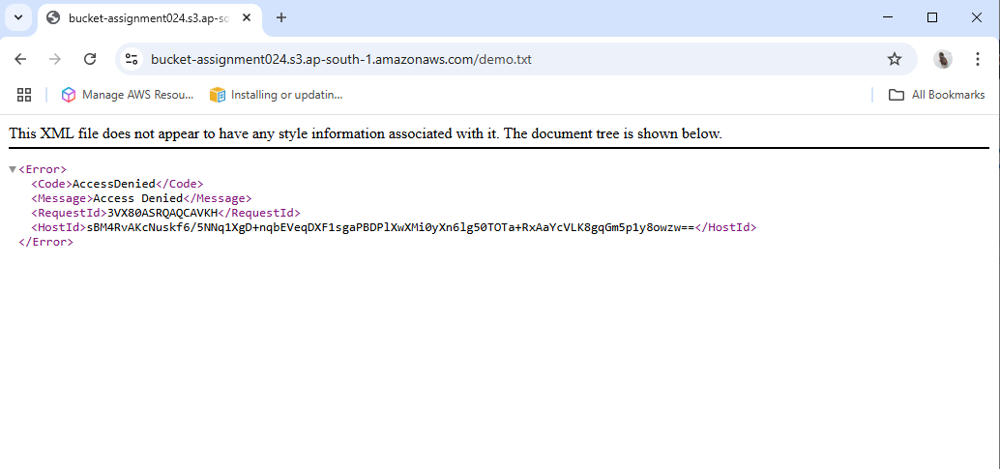 bucket-assignment024.s3.ap-so
bucket-assignment024.s3.ap-south-1.amazonaws.com/demo.txt
Manage AWS Resou... Installing or updatin... All Bookmarks
This XML file does not appear to have any style information associated with it. The document tree is shown below.
<Error>
<Code>AccessDenied</Code>
<Message>Access Denied</Message>
<RequestId>3VX80ASRQAQCAVKH</RequestId>
<HostId>sBM4RvAKcNuskf6/5NNq1XgD+nqbEVeqDXF1sgaPBDPlXwXMi0yXn6lg50TOTa+RxAaYcVLK8gqGm5p1y8owzw==</HostId>
</Error>